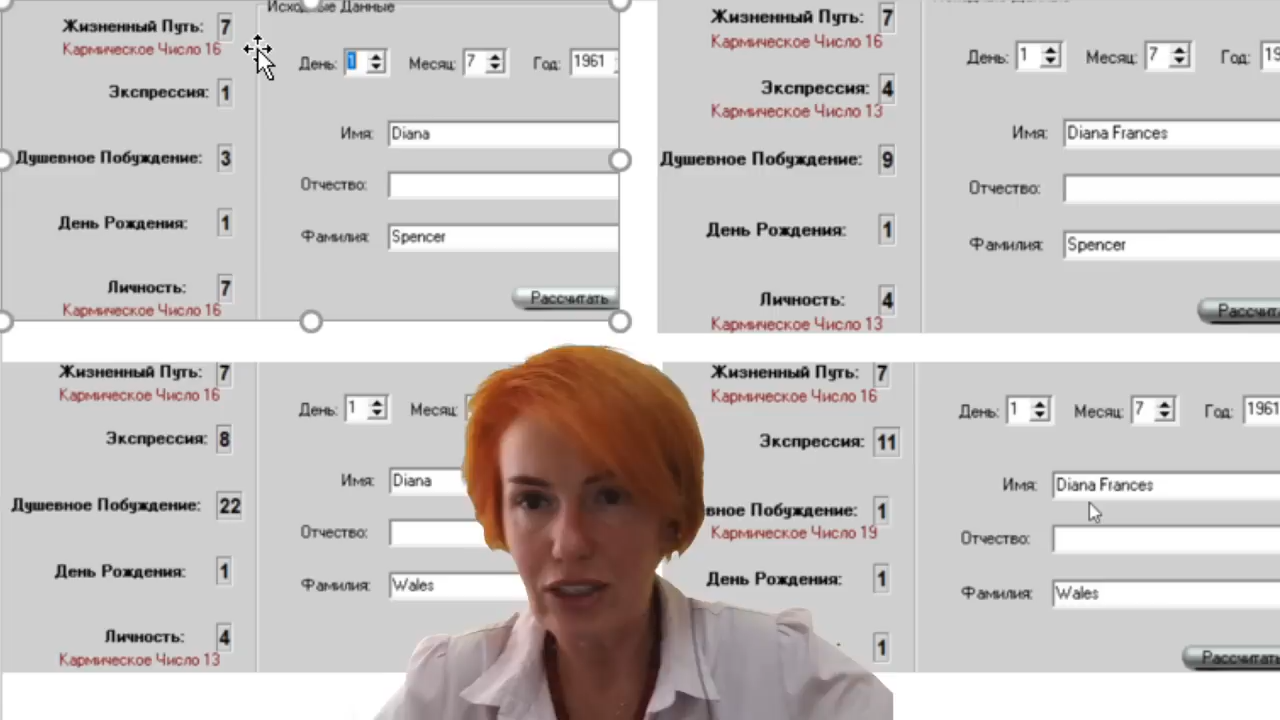 Жизненный Путь: 7
Кармическое Число 16
Экспрессия: 1
Душевное Побуждение: 3
День Рождения: 1
Личность: 7
Кармическое Число 16
Исходные Данные
День: 1 Месяц: 7 Год: 1961
Имя: Diana
Отчество:
Фамилия: Spencer
Рассчитать
Жизненный Путь: 7
Кармическое Число 16
Экспрессия: 4
Кармическое Число 13
Душевное Побуждение: 9
День Рождения: 1
Личность: 4
Кармическое Число 13
День: 1 Месяц: 7 Год: 19
Имя: Diana Frances
Отчество:
Фамилия: Spencer
Рассчит
Жизненный Путь: 7
Кармическое Число 16
Экспрессия: 8
Душевное Побуждение: 22
День Рождения: 1
Личность: 4
Кармическое Число 13
День: 1 Месяц:
Имя: Diana
Отчество:
Фамилия: Wales
Жизненный Путь: 7
Кармическое Число 16
Экспрессия: 11
вное Побуждение: 1
Кармическое Число 19
День Рождения: 1
: 1
День: 1 Месяц: 7 Год: 1961
Имя: Diana Frances
Отчество:
Фамилия: Wales
Рассчитать